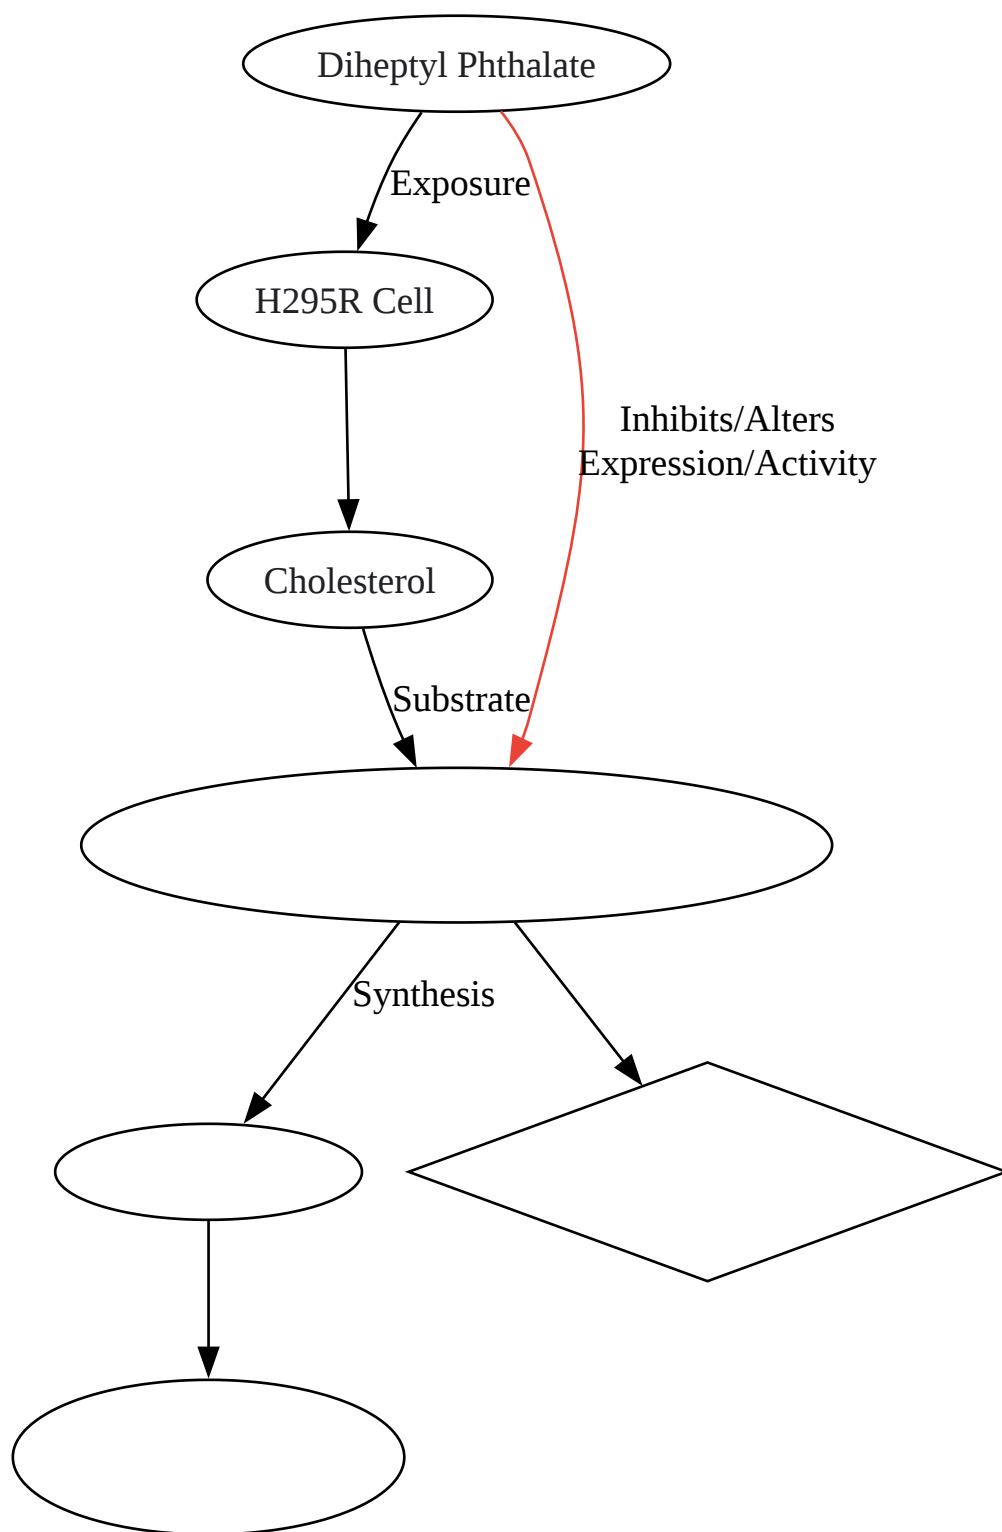 Diheptyl Phthalate
Exposure
H295R Cell
Inhibits/Alters
Expression/Activity
Cholesterol
Substrate
Synthesis